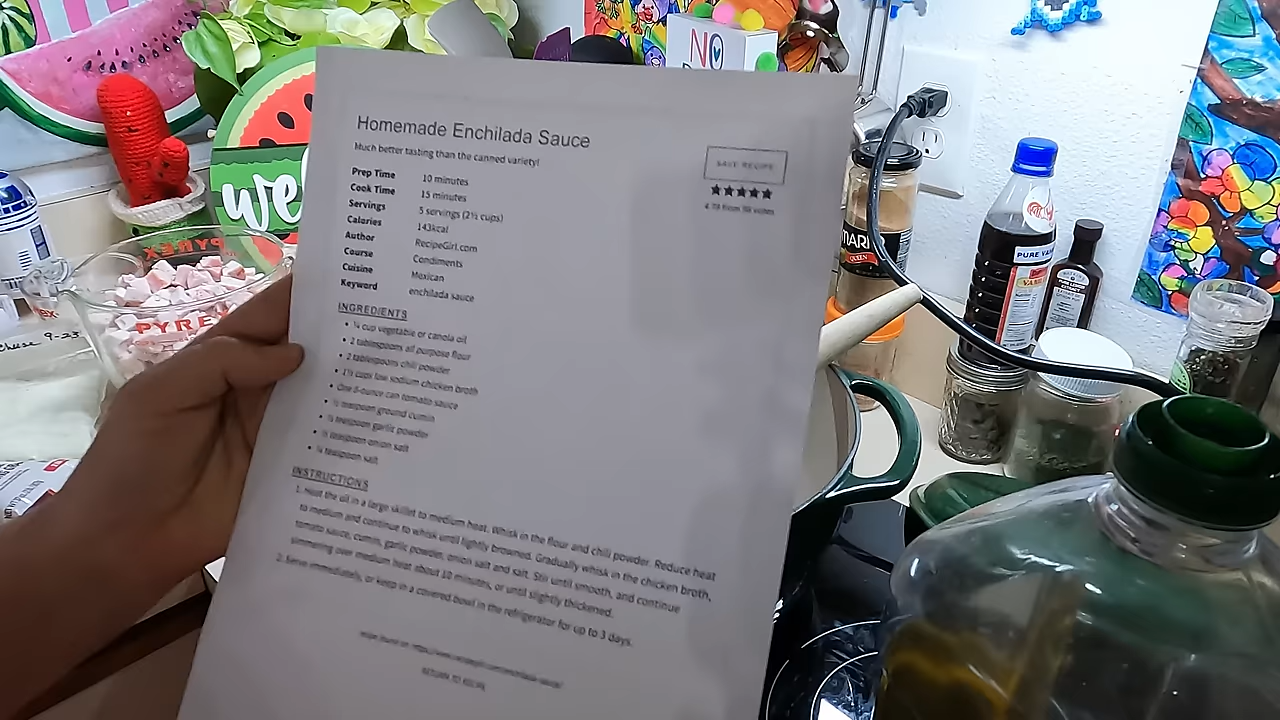 NO
Homemade Enchilada Sauce
Much better tasting than the canned variety!
SAVE RECIPE
Prep Time 10 minutes
Cook Time 15 minutes
Servings 5 servings (2½ cups)
Calories 143kcal
Author RecipeGirl.com
Course Condiments
Cuisine Mexican
Keyword enchilada sauce
INGREDIENTS
¼ cup vegetable or canola oil
2 tablespoons all purpose flour
2 tablespoons chili powder
1½ cups low sodium chicken broth
One 8-ounce can tomato sauce
teaspoon ground cumin
teaspoon garlic powder
teaspoon onion salt
¼ teaspoon salt
INSTRUCTIONS
1. Heat the oil in a large skillet to medium heat. Whisk in the flour and chili powder. Reduce heat
to medium and continue to whisk until lightly browned. Gradually whisk in the chicken broth,
tomato sauce, cumin, garlic powder, onion salt and salt. Stir until smooth, and continue
simmering over medium heat about 10 minutes, or until slightly thickened.
2. Serve immediately, or keep in a covered bowl in the refrigerator for up to 3 days.
RETURN TO RECIPE
we
PYREX
PYREX
PURE VA